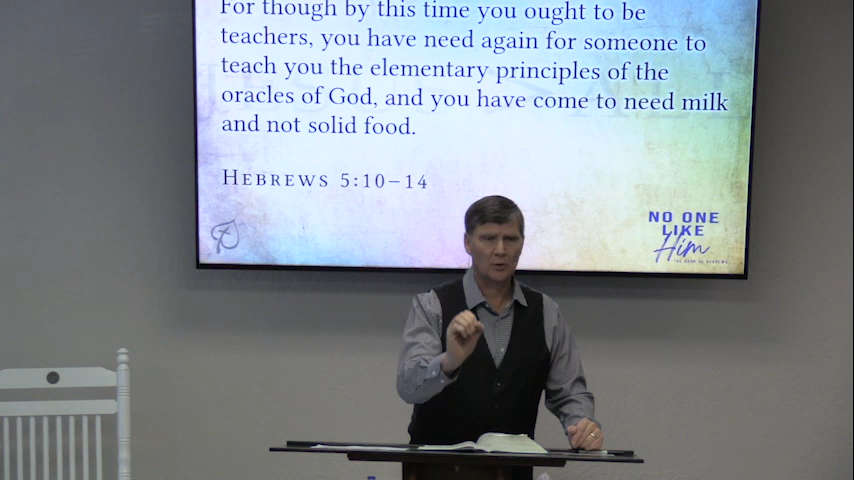 For though by this time you ought to be
teachers, you have need again for someone to
teach you the elementary principles of the
oracles of God, and you have come to need milk
and not solid food.
HEBREWS 5:10–14
NO ONE
LIKE
Him